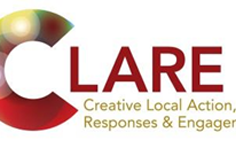 CLARE
Creative Local Action,
Responses & Engager